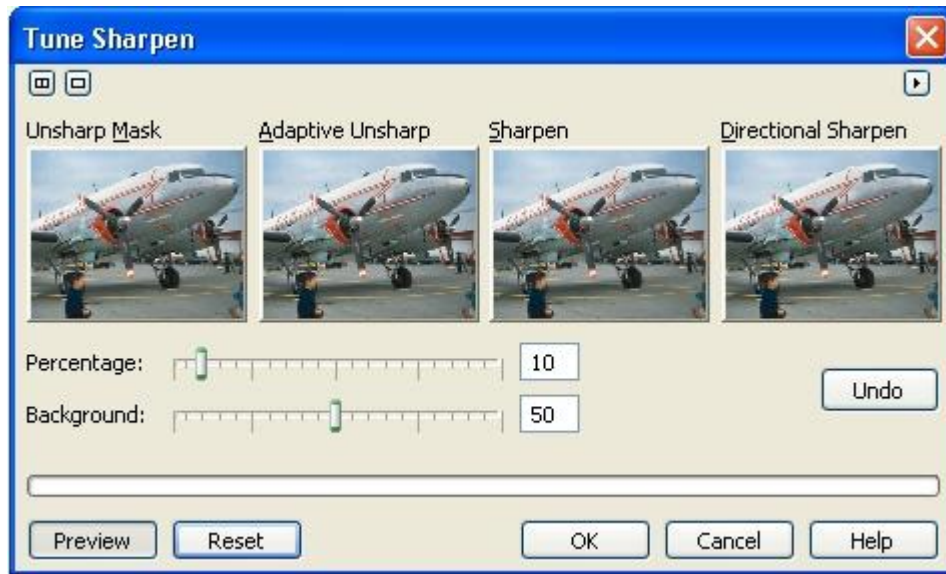 Tune Sharpen
Unsharp Mask Adaptive Unsharp Sharpen Directional Sharpen
Percentage: 10
Undo
Background: 50
Preview Reset OK Cancel Help